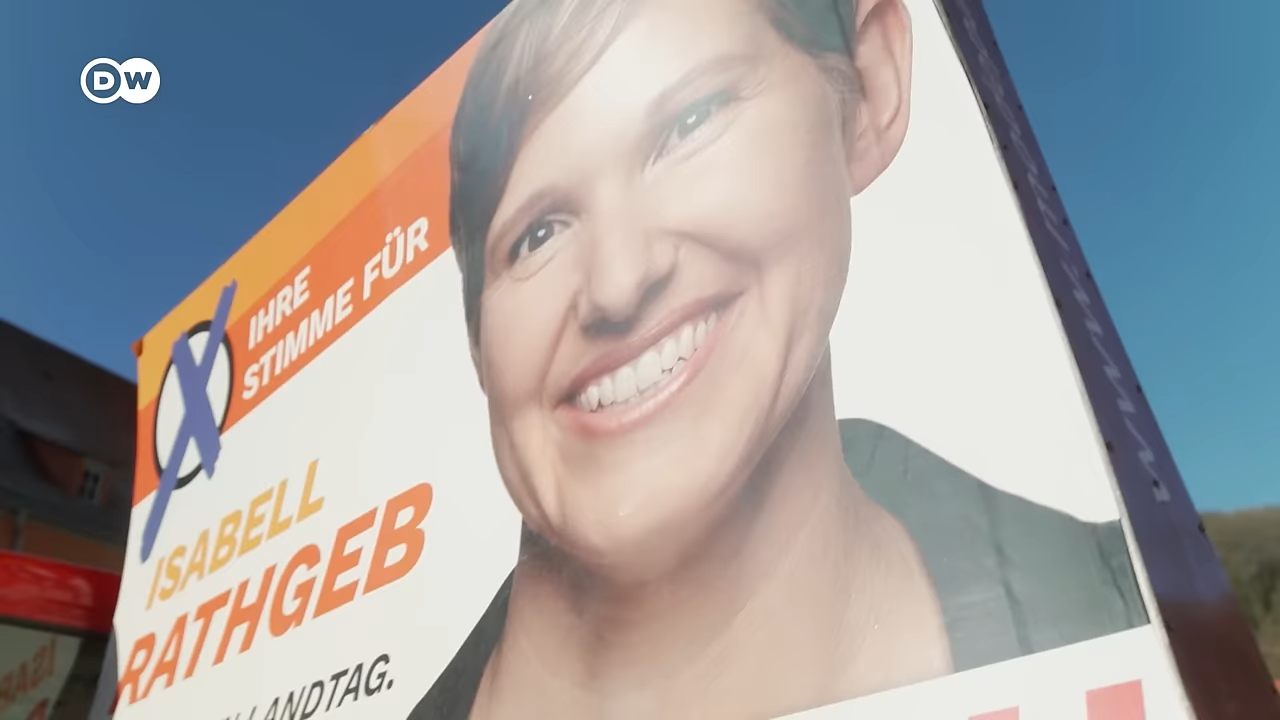 DW
IHRE
STIMME FÜR
ISABELL
RATHGEB
LANDTAG.